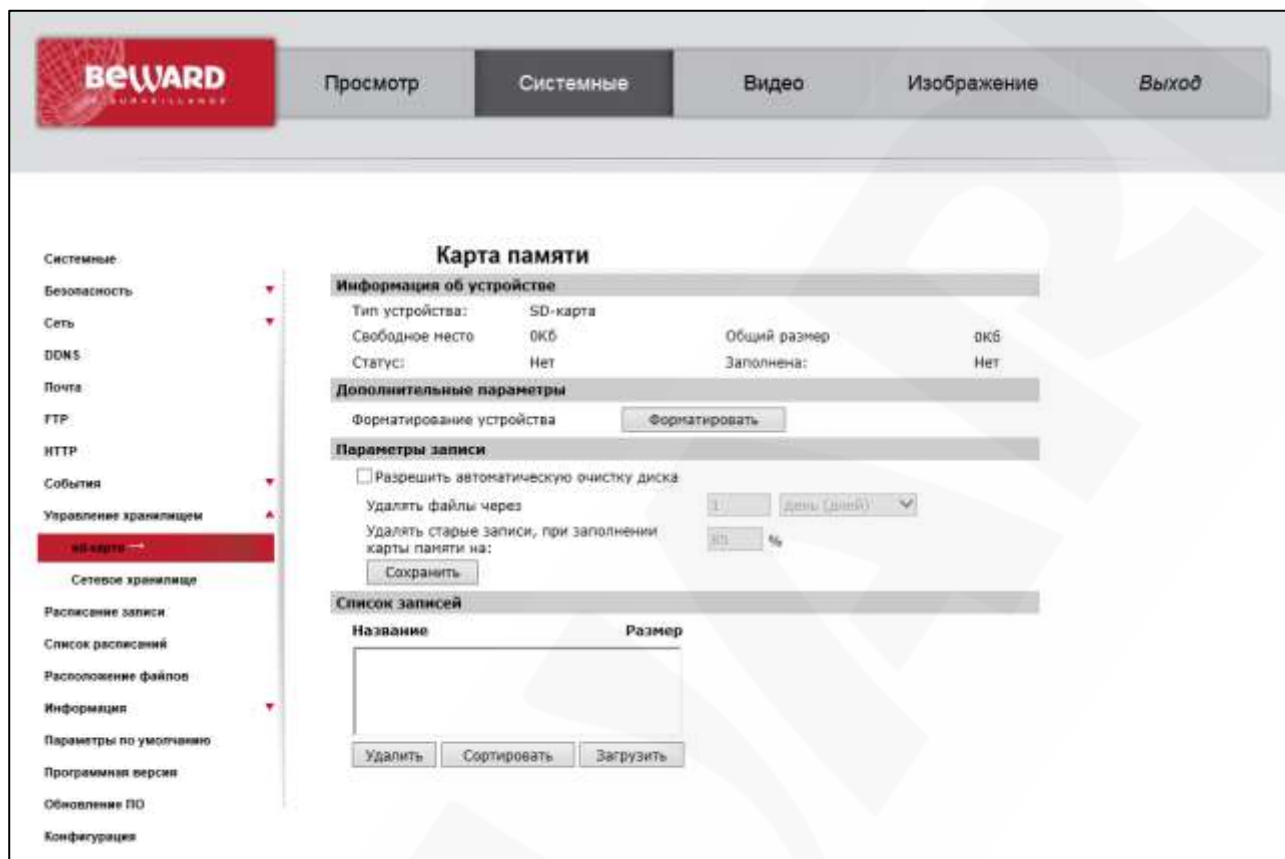 BEWARD
Просмотр Системные Видео Изображение Выход
Карта памяти
Системные
Безопасность
Сеть
DDNS
Почта
FTP
HTTP
События
Управление хранилищем
sd-карта →
Сетевое хранилище
Расписание записи
Список расписаний
Расположение файлов
Информация
Параметры по умолчанию
Программная версия
Обновление ПО
Конфигурация
Информация об устройстве
Тип устройства: SD-карта
Свободное место 0Кб Общий размер 0Кб
Статус: Нет Заполнена: Нет
Дополнительные параметры
Форматирование устройства Форматировать
Параметры записи
Разрешить автоматическую очистку диска
Удалять файлы через 1 день (дней)
Удалять старые записи, при заполнении
карты памяти на: 85 %
Сохранить
Список записей
Название Размер
Удалить Сортировать Загрузить